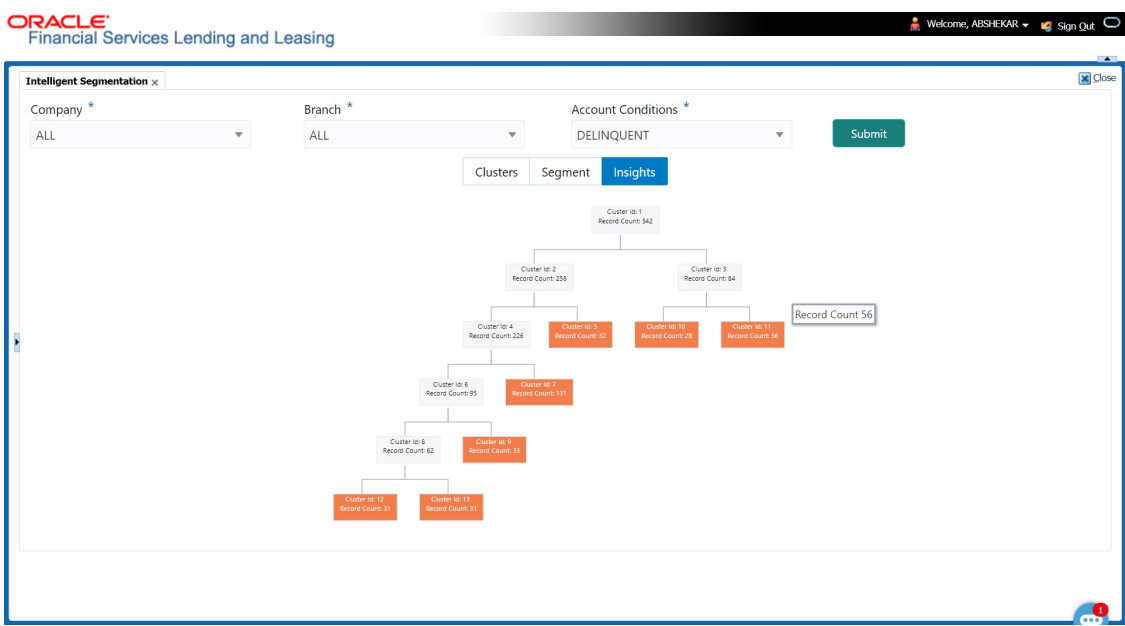 ORACLE
Financial Services Lending and Leasing
Welcome, ABSHEKAR
Sign Out
Intelligent Segmentation ×
Close
Company *
Branch *
Account Conditions *
ALL
ALL
DELINQUENT
Submit
Clusters
Segment
Insights
Cluster Id: 1
Record Count: 342
Cluster Id: 2
Record Count: 258
Cluster Id: 3
Record Count: 84
Record Count 56
Cluster Id: 4
Record Count: 226
Cluster Id: 5
Record Count: 32
Cluster Id: 10
Record Count: 28
Cluster Id: 11
Record Count: 56
Cluster Id: 6
Record Count: 95
Cluster Id: 7
Record Count: 131
Cluster Id: 8
Record Count: 62
Cluster Id: 9
Record Count: 33
Cluster Id: 12
Record Count: 31
Cluster Id: 13
Record Count: 31
1